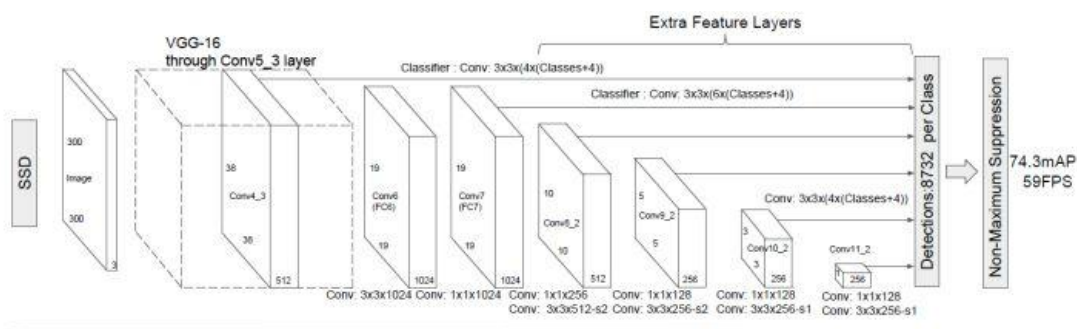 Extra Feature Layers
VGG-16
through Conv5_3 layer
Classifier : Conv: 3x3x(4x(Classes+4))
Classifier : Conv: 3x3x(6x(Classes+4))
SSD
300
Image
300
3
38
Conv4_3
38
512
19
Conv6
(FC6)
19
1024
19
Conv7
(FC7)
19
1024
10
Conv8_2
10
512
5
Conv9_2
5
256
Conv: 3x3x(4x(Classes+4))
3
Conv10_2
3
256
Conv11_2
1
256
Detections:8732 per Class
Non-Maximum Suppression
74.3mAP
59FPS
Conv: 3x3x1024
Conv: 1x1x1024
Conv: 1x1x256
Conv: 3x3x512-s2
Conv: 1x1x128
Conv: 3x3x256-s2
Conv: 1x1x128
Conv: 3x3x256-s1
Conv: 1x1x128
Conv: 3x3x256-s1